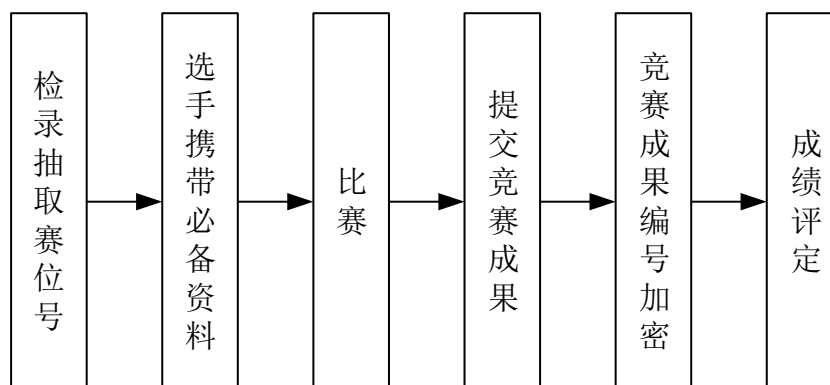 检录抽取赛位号
选手携带必备资料
比赛
提交竞赛成果
竞赛成果编号加密
成绩评定